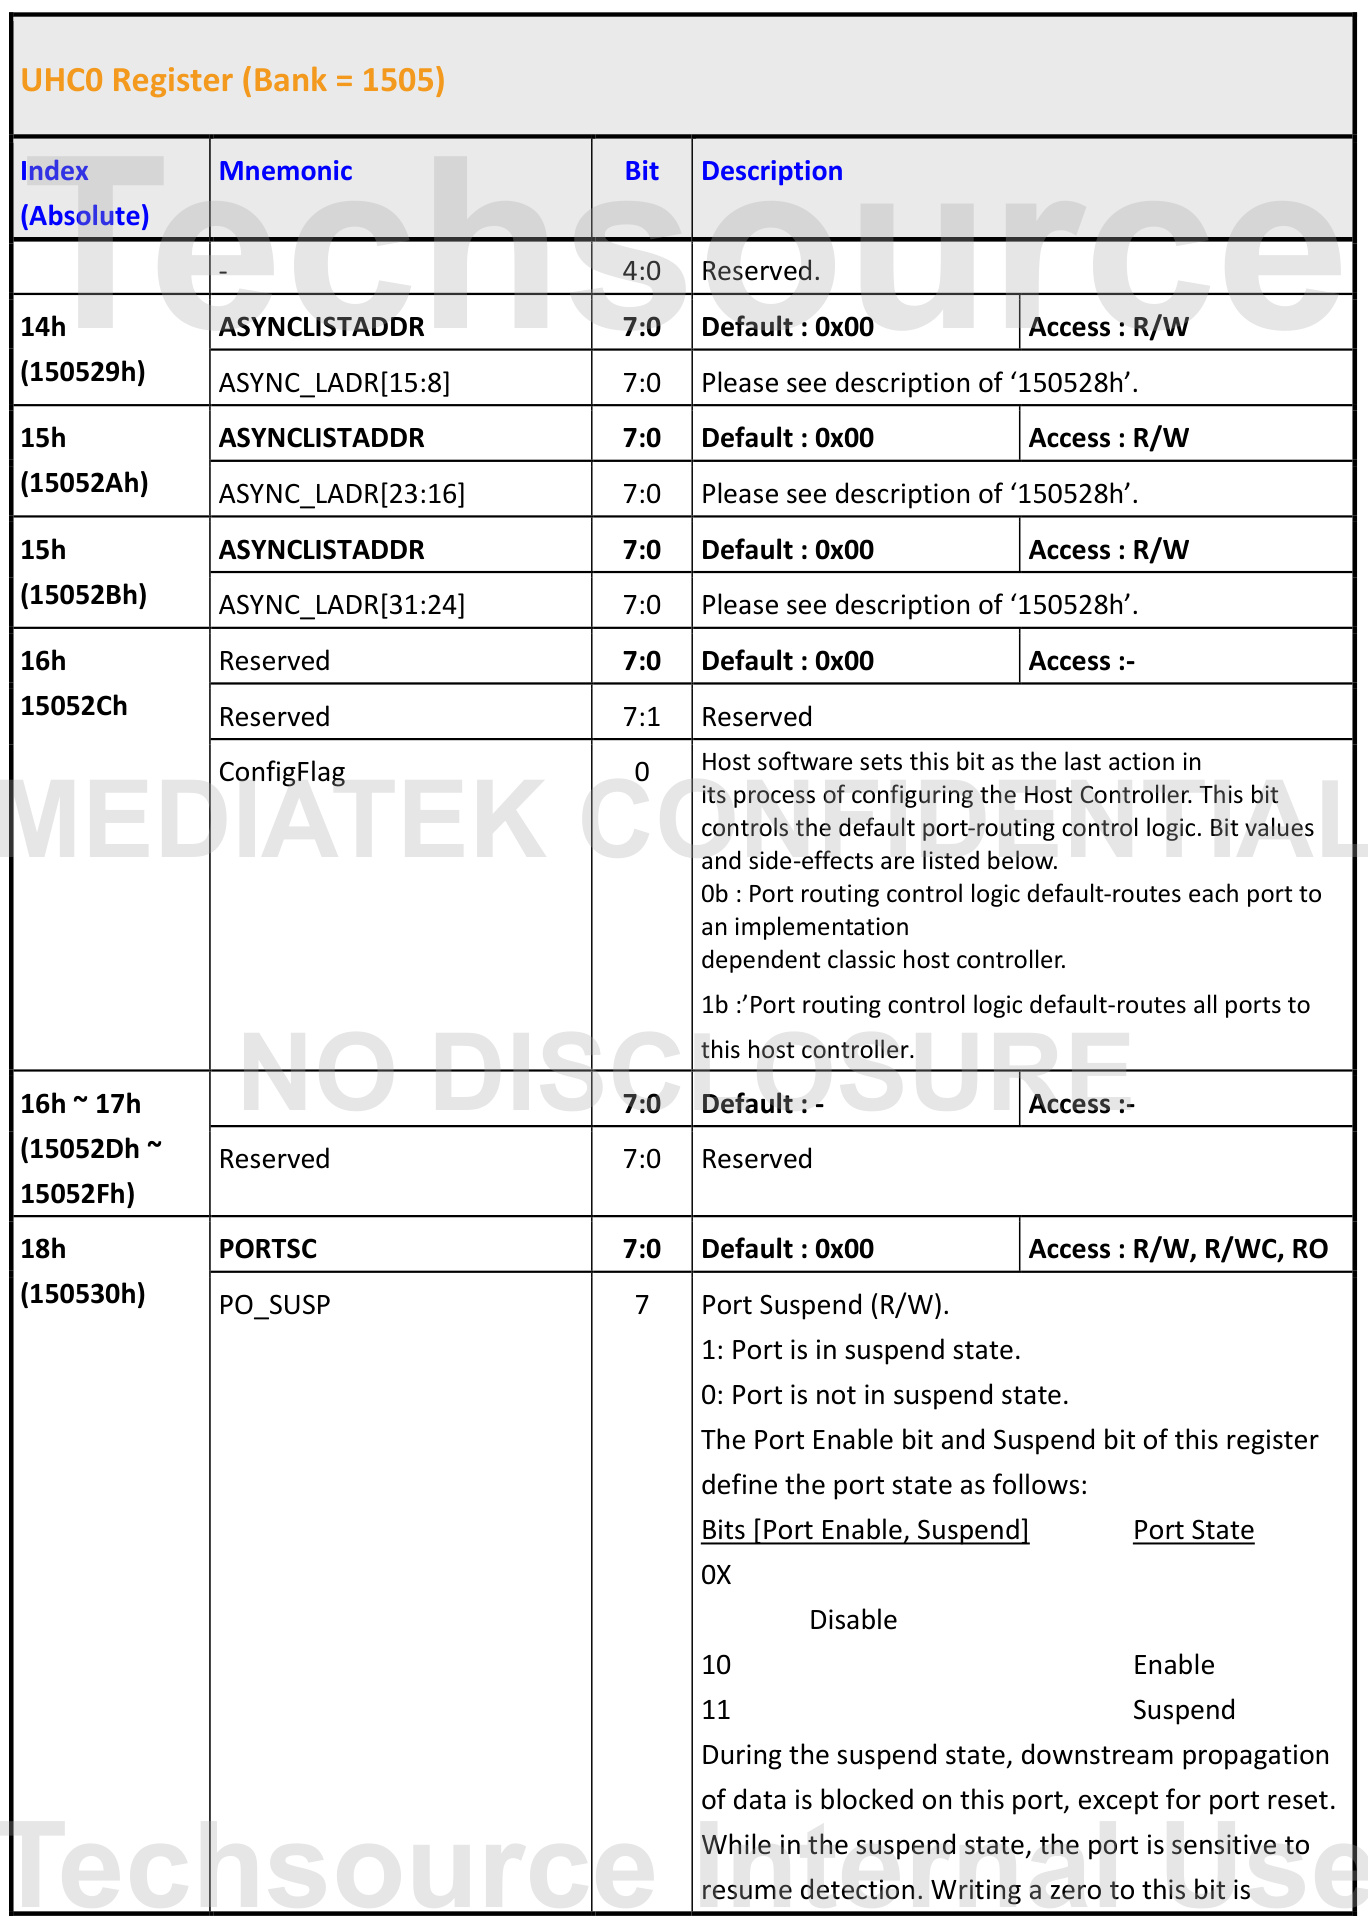 UHC0 Register (Bank = 1505)
Index (Absolute) Mnemonic Bit Description
- 4:0 Reserved.
14h (150529h) ASYNCLISTADDR 7:0 Default : 0x00 Access : R/W
ASYNC_LADR[15:8] 7:0 Please see description of ‘150528h’.
15h (15052Ah) ASYNCLISTADDR 7:0 Default : 0x00 Access : R/W
ASYNC_LADR[23:16] 7:0 Please see description of ‘150528h’.
15h (15052Bh) ASYNCLISTADDR 7:0 Default : 0x00 Access : R/W
ASYNC_LADR[31:24] 7:0 Please see description of ‘150528h’.
16h 15052Ch Reserved 7:0 Default : 0x00 Access :-
Reserved 7:1 Reserved
ConfigFlag 0 Host software sets this bit as the last action in
its process of configuring the Host Controller. This bit
controls the default port-routing control logic. Bit values
and side-effects are listed below.
0b : Port routing control logic default-routes each port to
an implementation
dependent classic host controller.
1b :’Port routing control logic default-routes all ports to
this host controller.
16h ~ 17h (15052Dh ~ 15052Fh) 7:0 Default : - Access :-
Reserved 7:0 Reserved
18h (150530h) PORTSC 7:0 Default : 0x00 Access : R/W, R/WC, RO
PO_SUSP 7 Port Suspend (R/W).
1: Port is in suspend state.
0: Port is not in suspend state.
The Port Enable bit and Suspend bit of this register
define the port state as follows:
Bits [Port Enable, Suspend] Port State
0X
Disable
10 Enable
11 Suspend
During the suspend state, downstream propagation
of data is blocked on this port, except for port reset.
While in the suspend state, the port is sensitive to
resume detection. Writing a zero to this bit is
Techsource
MEDIATEK CONFIDENTIAL
NO DISCLOSURE
Techsource Internal Use